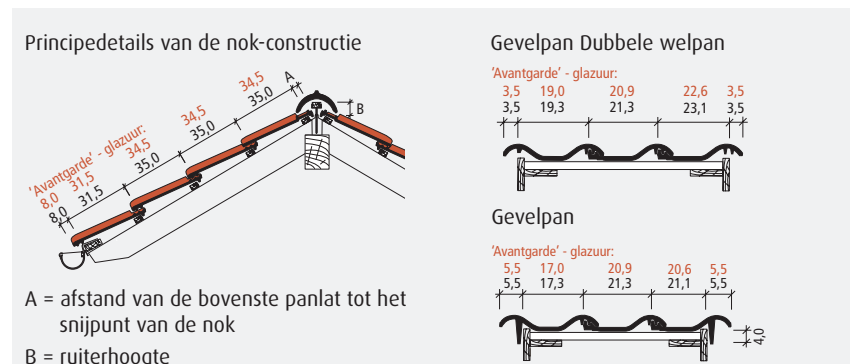 Principedetails van de nok-constructie
'Avantgarde' - glazuur:
8,0 31,5 34,5 34,5 34,5
8,0 31,5 35,0 35,0 35,0
A
B
A = afstand van de bovenste panlat tot het
snijpunt van de nok
B = ruiterhoogte
Gevelpan Dubbele welpan
'Avantgarde' - glazuur:
3,5 19,0 20,9 22,6 3,5
3,5 19,3 21,3 23,1 3,5
Gevelpan
'Avantgarde' - glazuur:
5,5 17,0 20,9 20,6 5,5
5,5 17,3 21,3 21,1 5,5
4,0